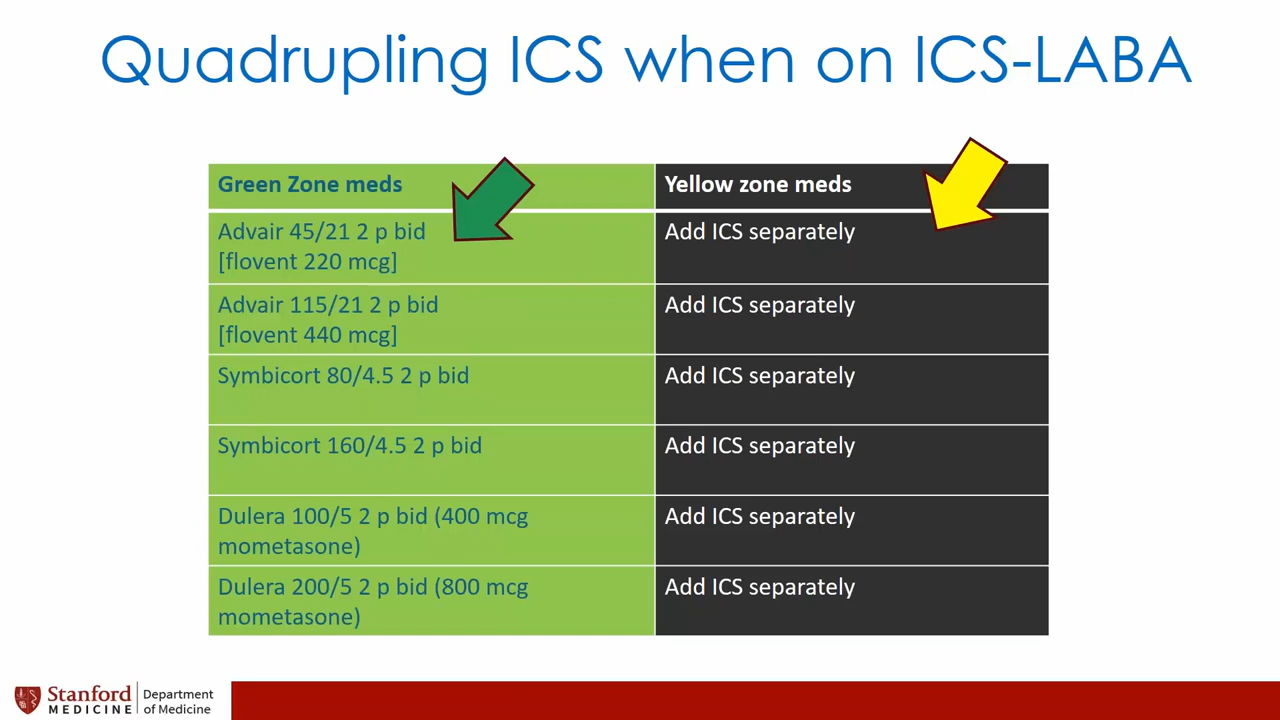 Quadrupling ICS when on ICS-LABA
Green Zone meds
Yellow zone meds
Advair 45/21 2 p bid
[flovent 220 mcg]
Add ICS separately
Advair 115/21 2 p bid
[flovent 440 mcg]
Add ICS separately
Symbicort 80/4.5 2 p bid
Add ICS separately
Symbicort 160/4.5 2 p bid
Add ICS separately
Dulera 100/5 2 p bid (400 mcg
mometasone)
Add ICS separately
Dulera 200/5 2 p bid (800 mcg
mometasone)
Add ICS separately
Stanford
MEDICINE
Department
of Medicine